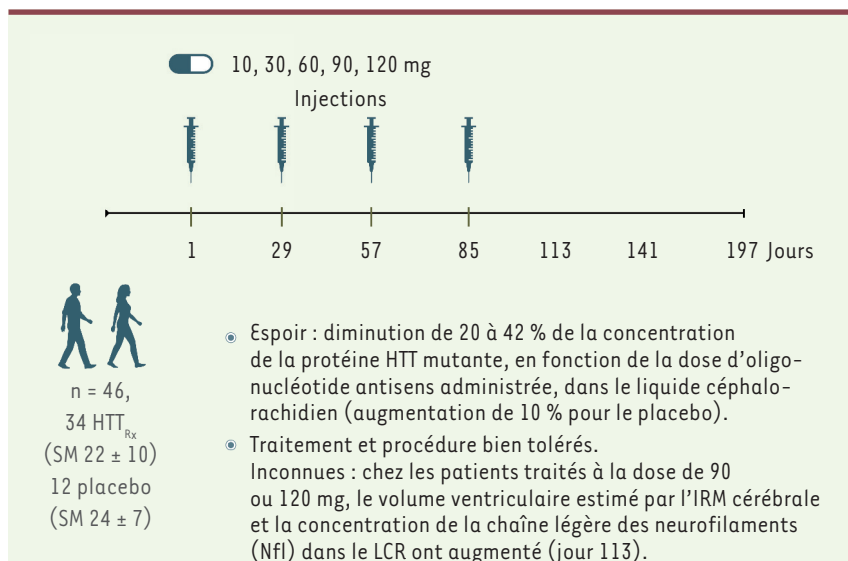 10, 30, 60, 90, 120 mg
Injections
1 29 57 85 113 141 197 Jours
n = 46,
34 HTT_Rx
(SM 22 ± 10)
12 placebo
(SM 24 ± 7)
Espoir : diminution de 20 à 42 % de la concentration
de la protéine HTT mutante, en fonction de la dose d’oligo-
nucléotide antisens administrée, dans le liquide céphalo-
rachidien (augmentation de 10 % pour le placebo).
Traitement et procédure bien tolérés.
Inconnues : chez les patients traités à la dose de 90
ou 120 mg, le volume ventriculaire estimé par l’IRM cérébrale
et la concentration de la chaîne légère des neurofilaments
(Nfl) dans le LCR ont augmenté (jour 113).